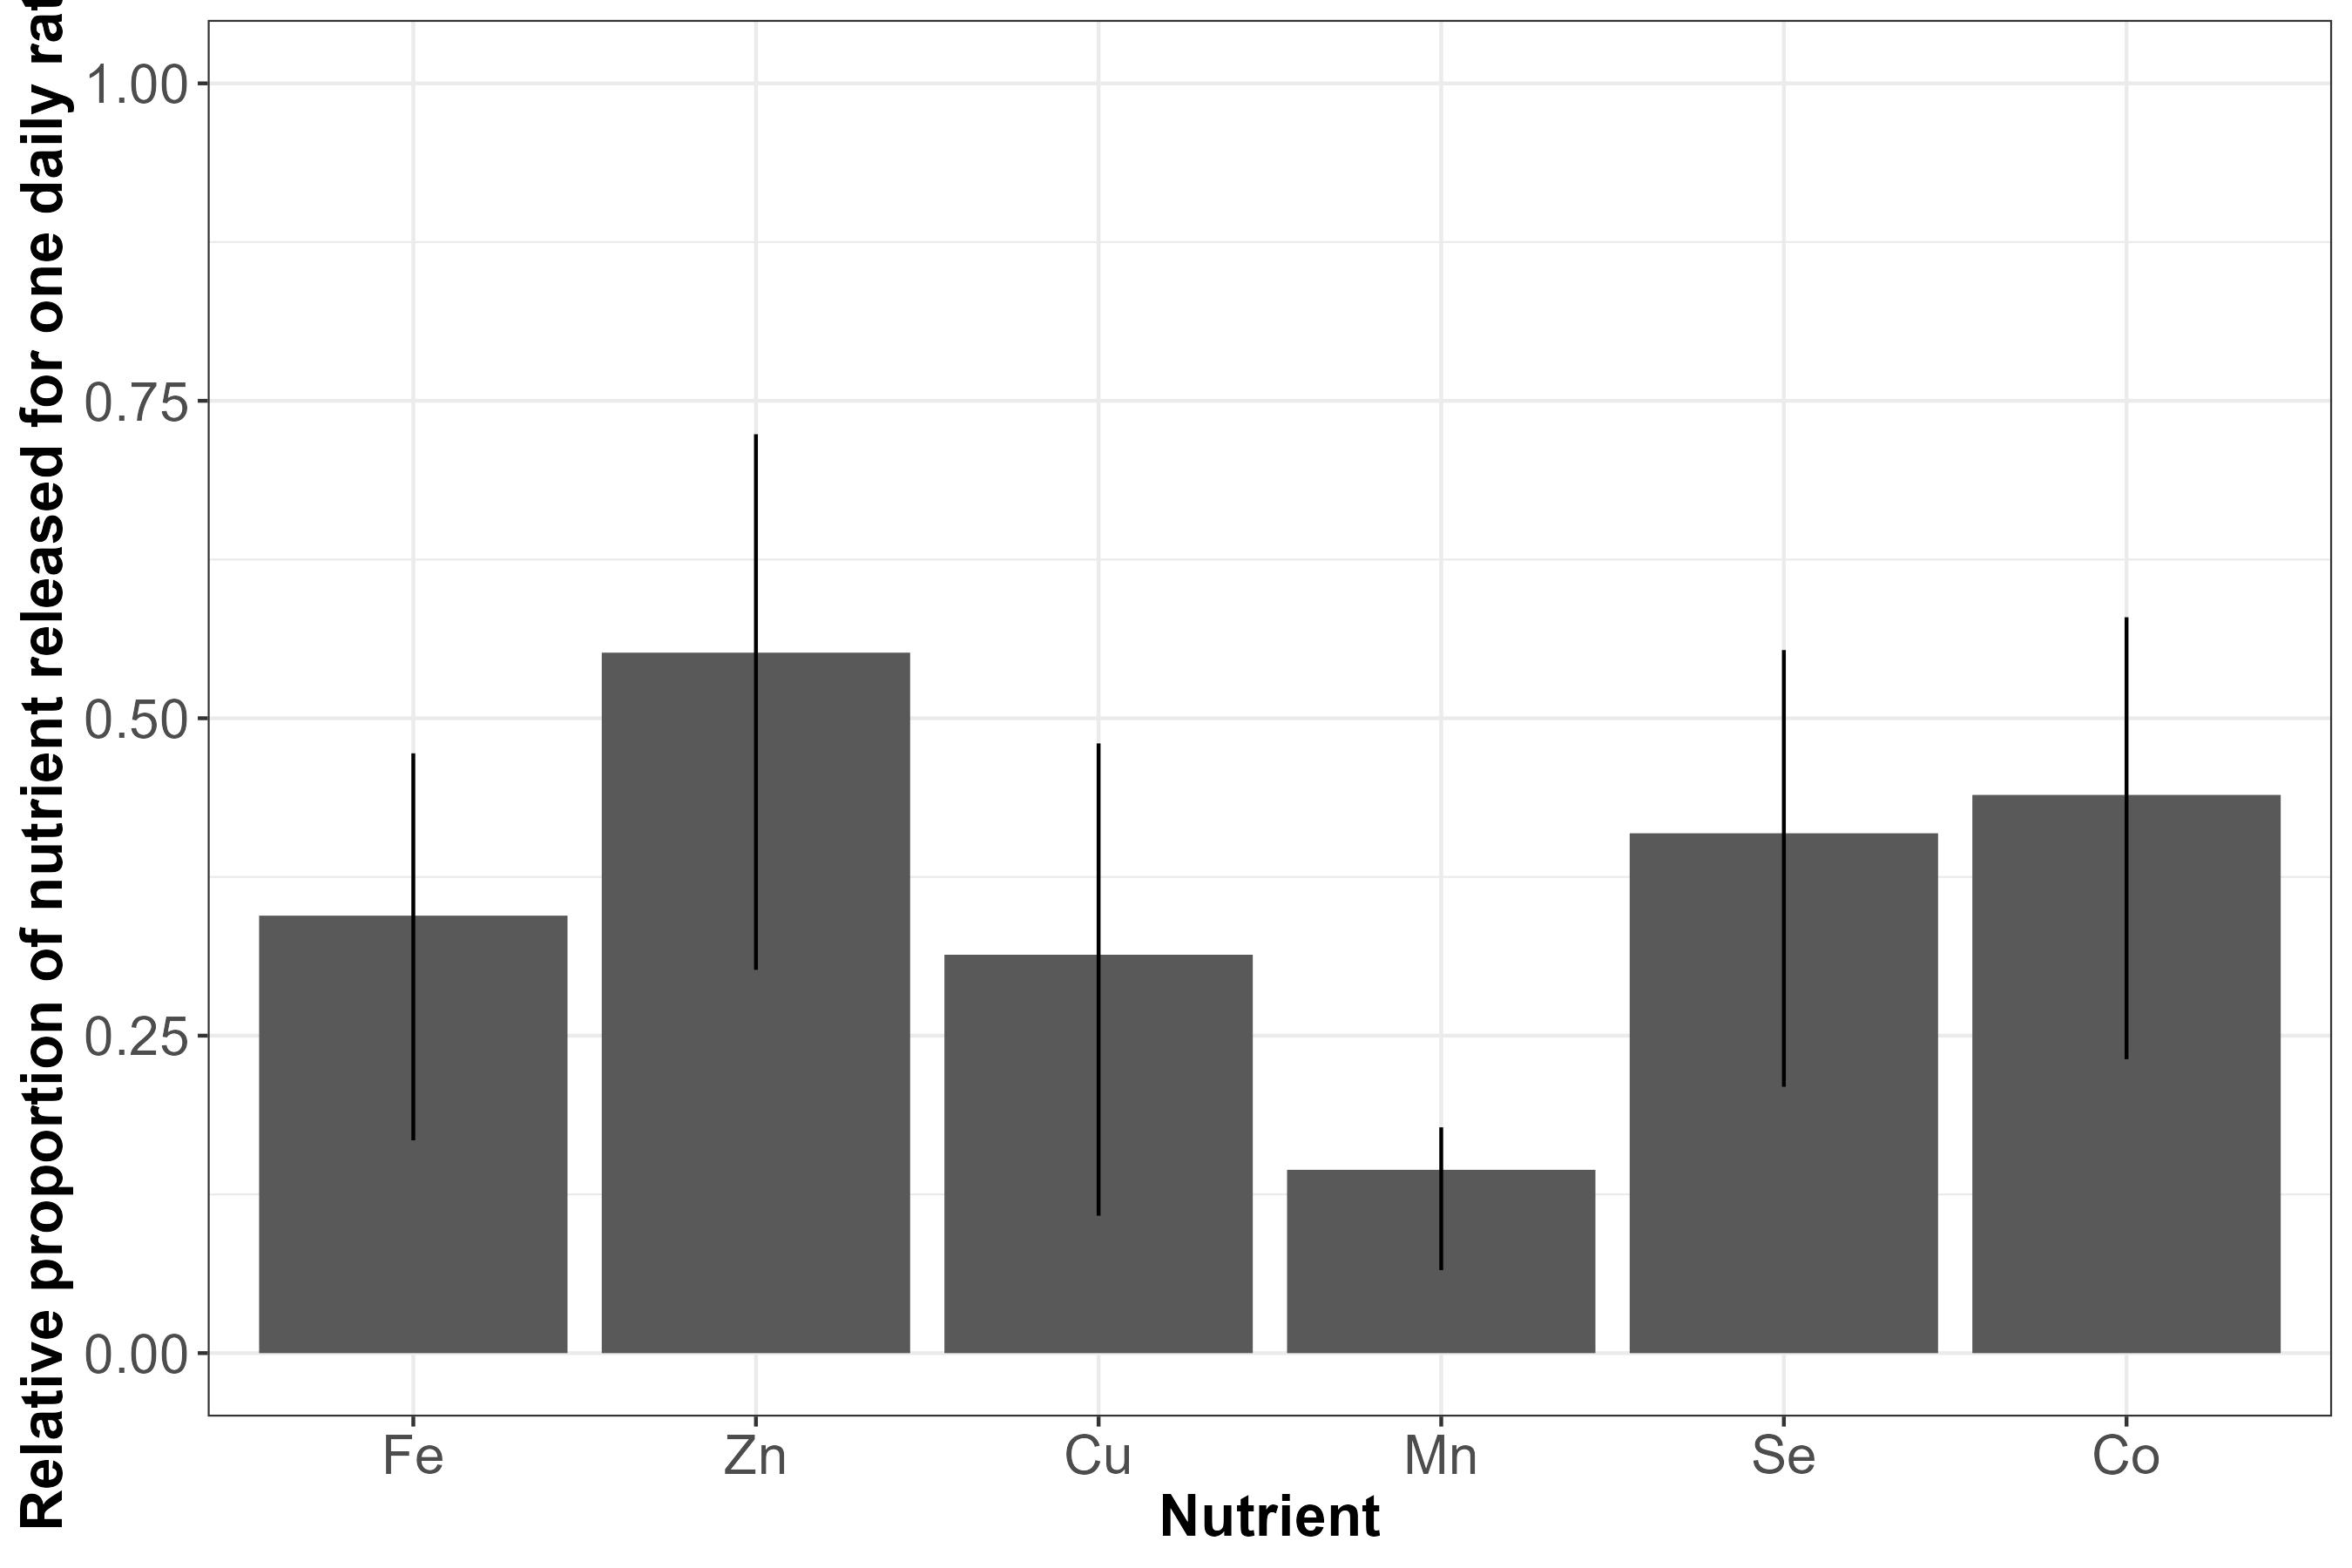 Relative proportion of nutrient released for one daily
1.00
0.75
0.50
0.25
0.00
Fe Zn Cu Mn Se Co
Nutrient